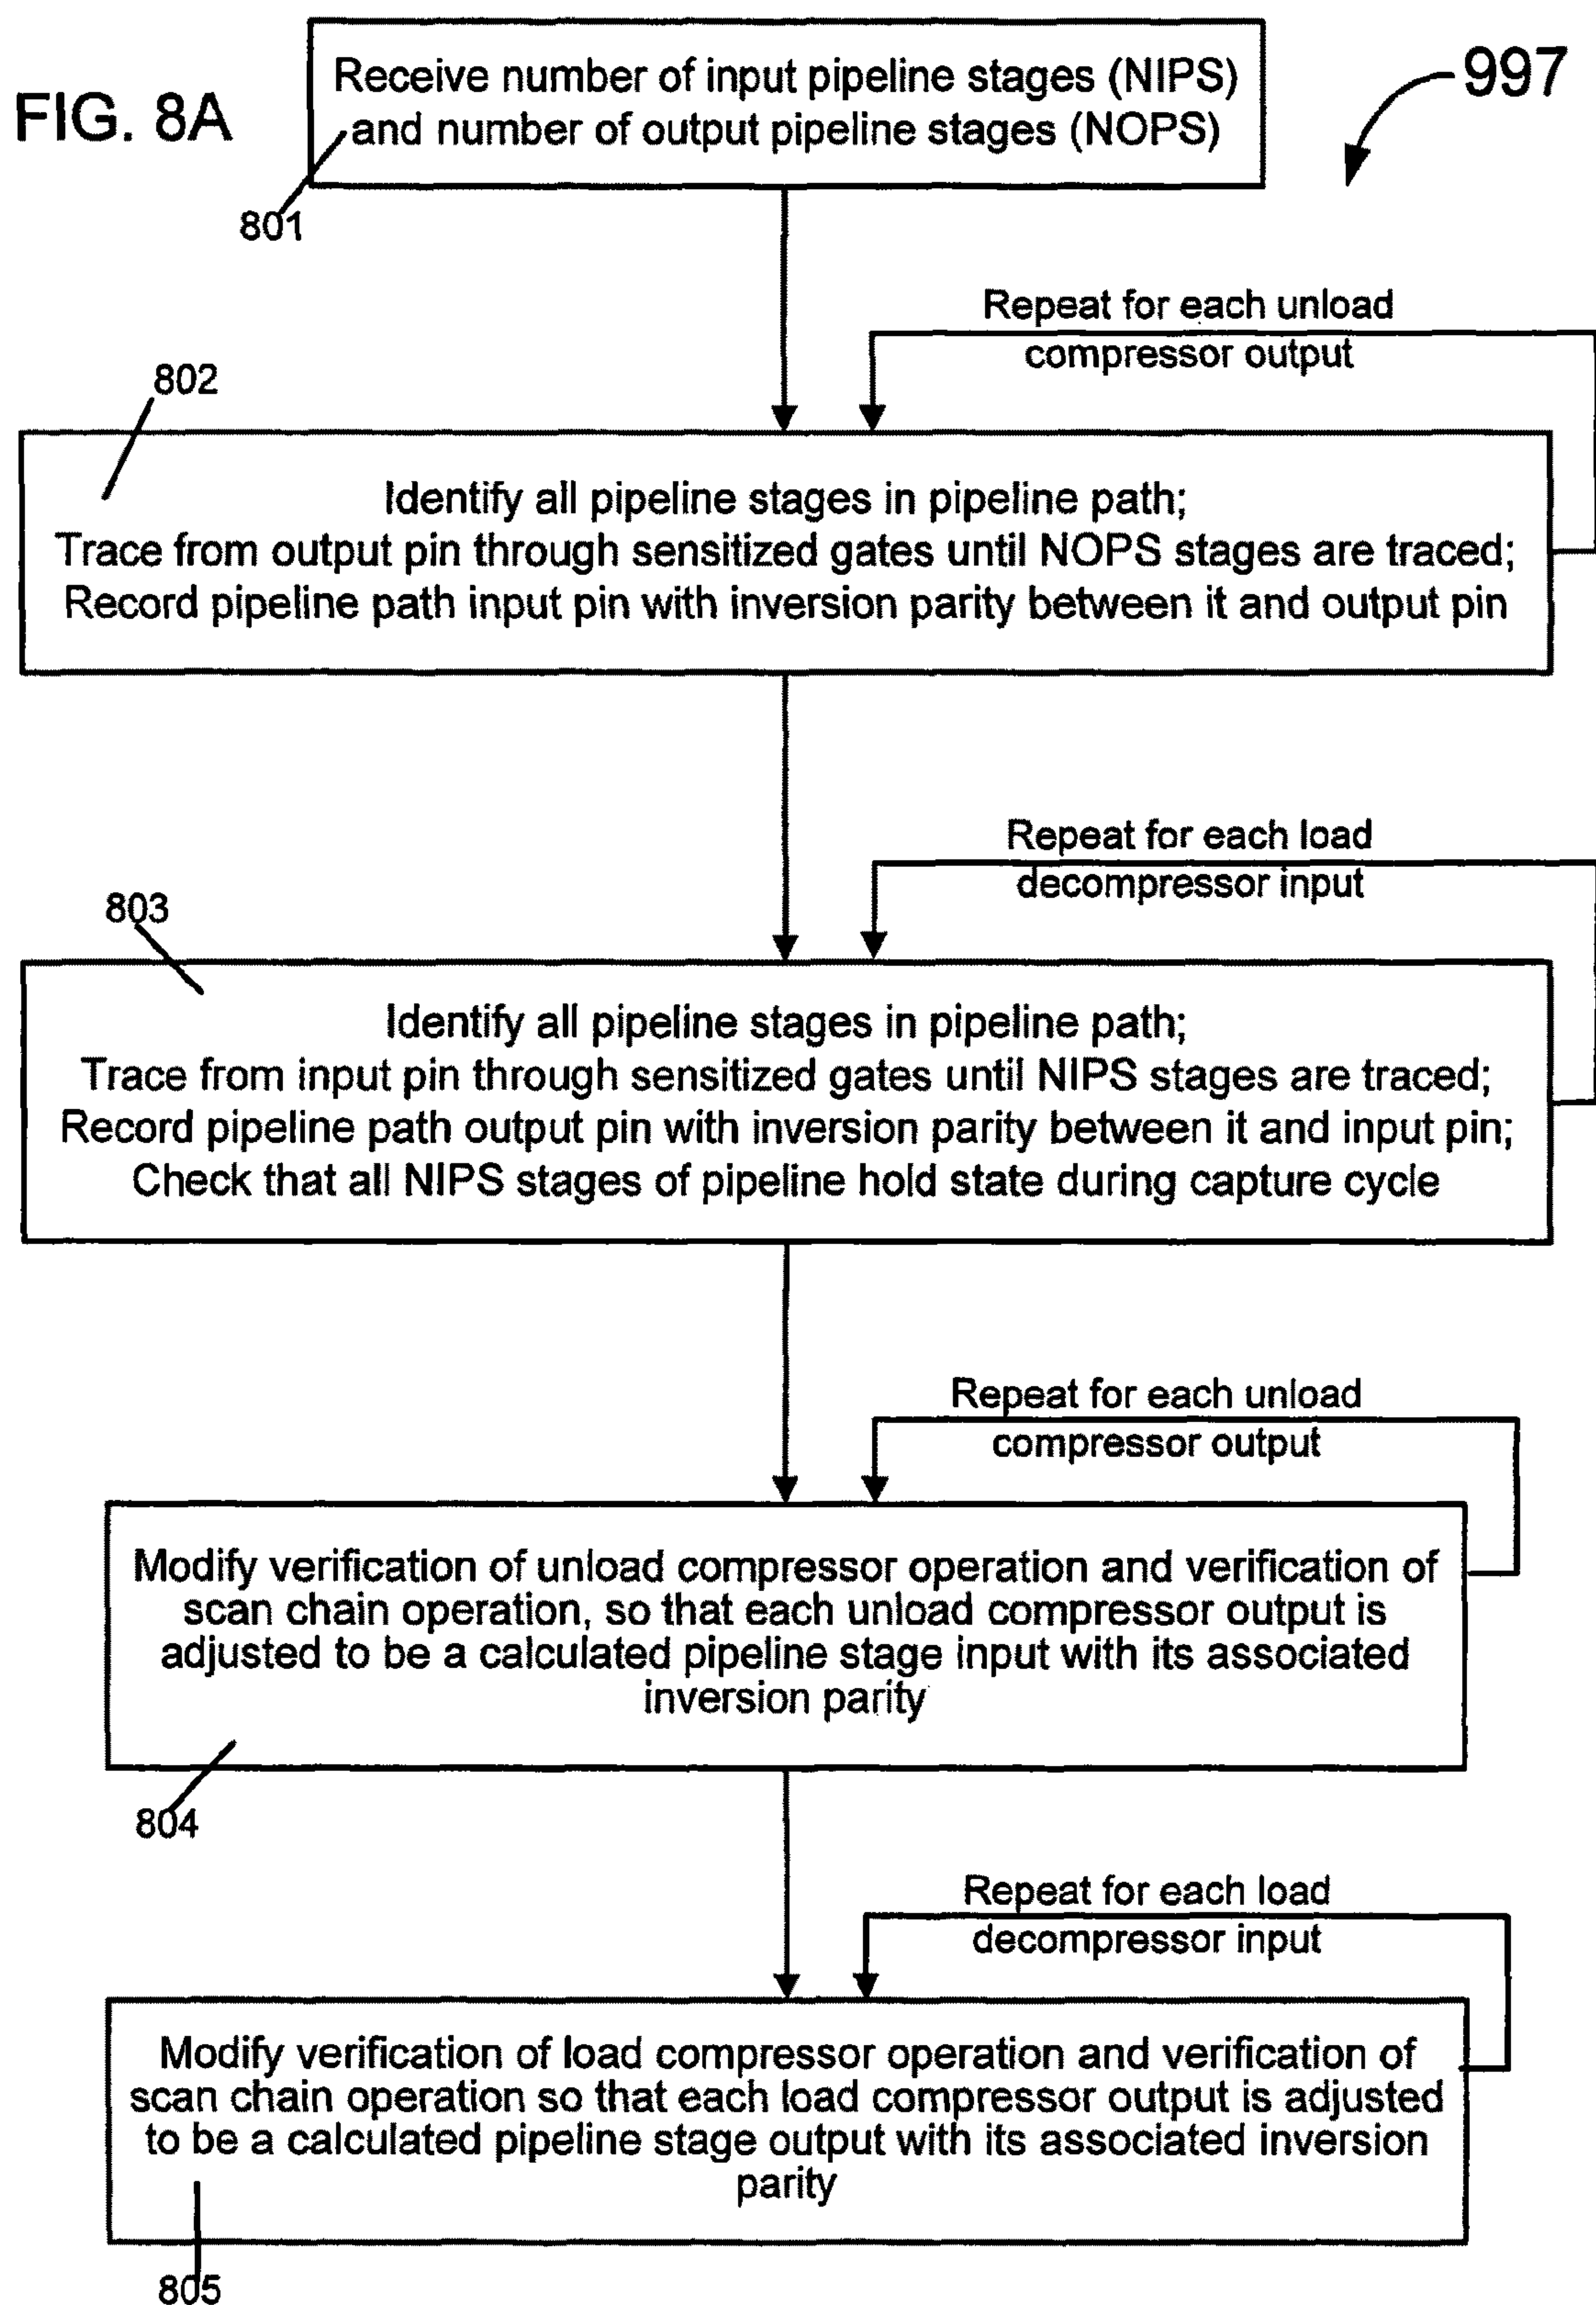 FIG. 8A
997
Receive number of input pipeline stages (NIPS)
and number of output pipeline stages (NOPS)
801
Repeat for each unload
compressor output
802
Identify all pipeline stages in pipeline path;
Trace from output pin through sensitized gates until NOPS stages are traced;
Record pipeline path input pin with inversion parity between it and output pin
Repeat for each load
decompressor input
803
Identify all pipeline stages in pipeline path;
Trace from input pin through sensitized gates until NIPS stages are traced;
Record pipeline path output pin with inversion parity between it and input pin;
Check that all NIPS stages of pipeline hold state during capture cycle
Repeat for each unload
compressor output
Modify verification of unload compressor operation and verification of
scan chain operation, so that each unload compressor output is
adjusted to be a calculated pipeline stage input with its associated
inversion parity
804
Repeat for each load
decompressor input
Modify verification of load compressor operation and verification of
scan chain operation so that each load compressor output is adjusted
to be a calculated pipeline stage output with its associated inversion
parity
805